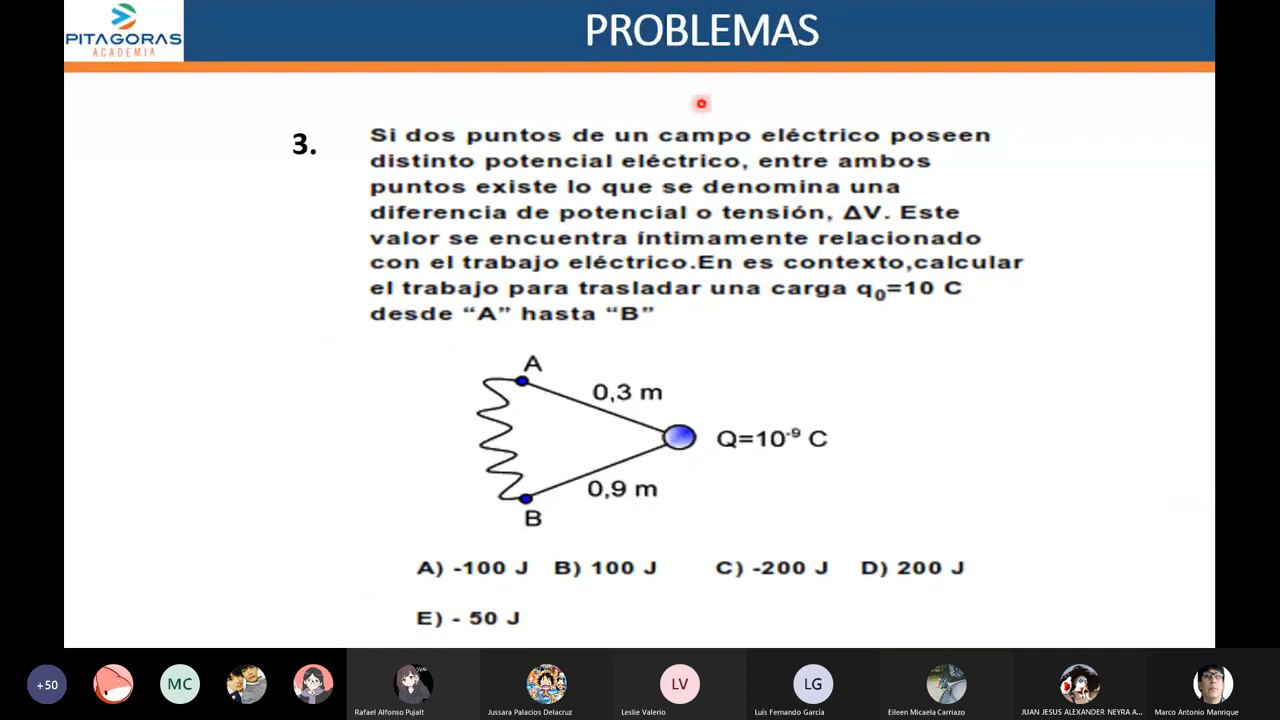 PITAGORAS
ACADEMIA
PROBLEMAS
3.
Si dos puntos de un campo eléctrico poseen
distinto potencial eléctrico, entre ambos
puntos existe lo que se denomina una
diferencia de potencial o tensión, ΔV. Este
valor se encuentra íntimamente relacionado
con el trabajo eléctrico.En es contexto,calcular
el trabajo para trasladar una carga q₀=10 C
desde “A” hasta “B”
A
0,3 m
Q=10⁻⁹ C
0,9 m
B
A) -100 J B) 100 J C) -200 J D) 200 J
E) - 50 J
+50
MC
LV
LG
Rafael Alfonso Pujalt
Jussara Palacios Delacruz
Leslie Valerio
Luis Fernando García
Eileen Micaela Carriazo
JUAN JESUS ALEXANDER NEYRA A...
Marco Antonio Manrique